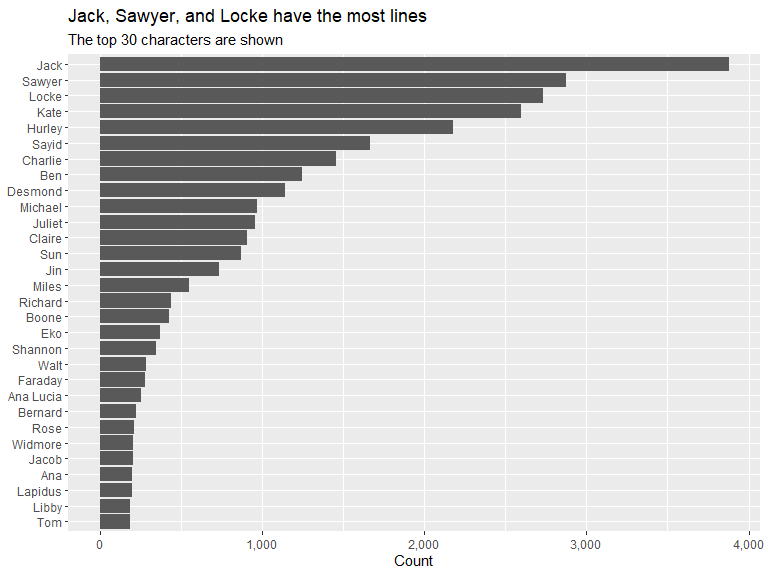 Jack, Sawyer, and Locke have the most lines
The top 30 characters are shown
Jack
Sawyer
Locke
Kate
Hurley
Sayid
Charlie
Ben
Desmond
Michael
Juliet
Claire
Sun
Jin
Miles
Richard
Boone
Eko
Shannon
Walt
Faraday
Ana Lucia
Bernard
Rose
Widmore
Jacob
Ana
Lapidus
Libby
Tom
0 1,000 2,000 3,000 4,000
Count